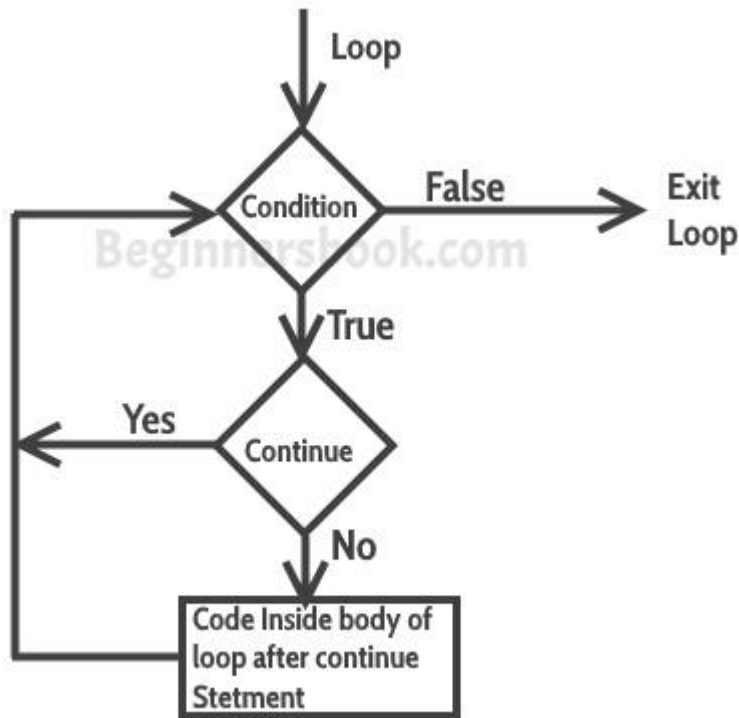 Loop
Condition
False
Exit
Loop
Beginnersbook.com
True
Yes
Continue
No
Code Inside body of
loop after continue
Stetment